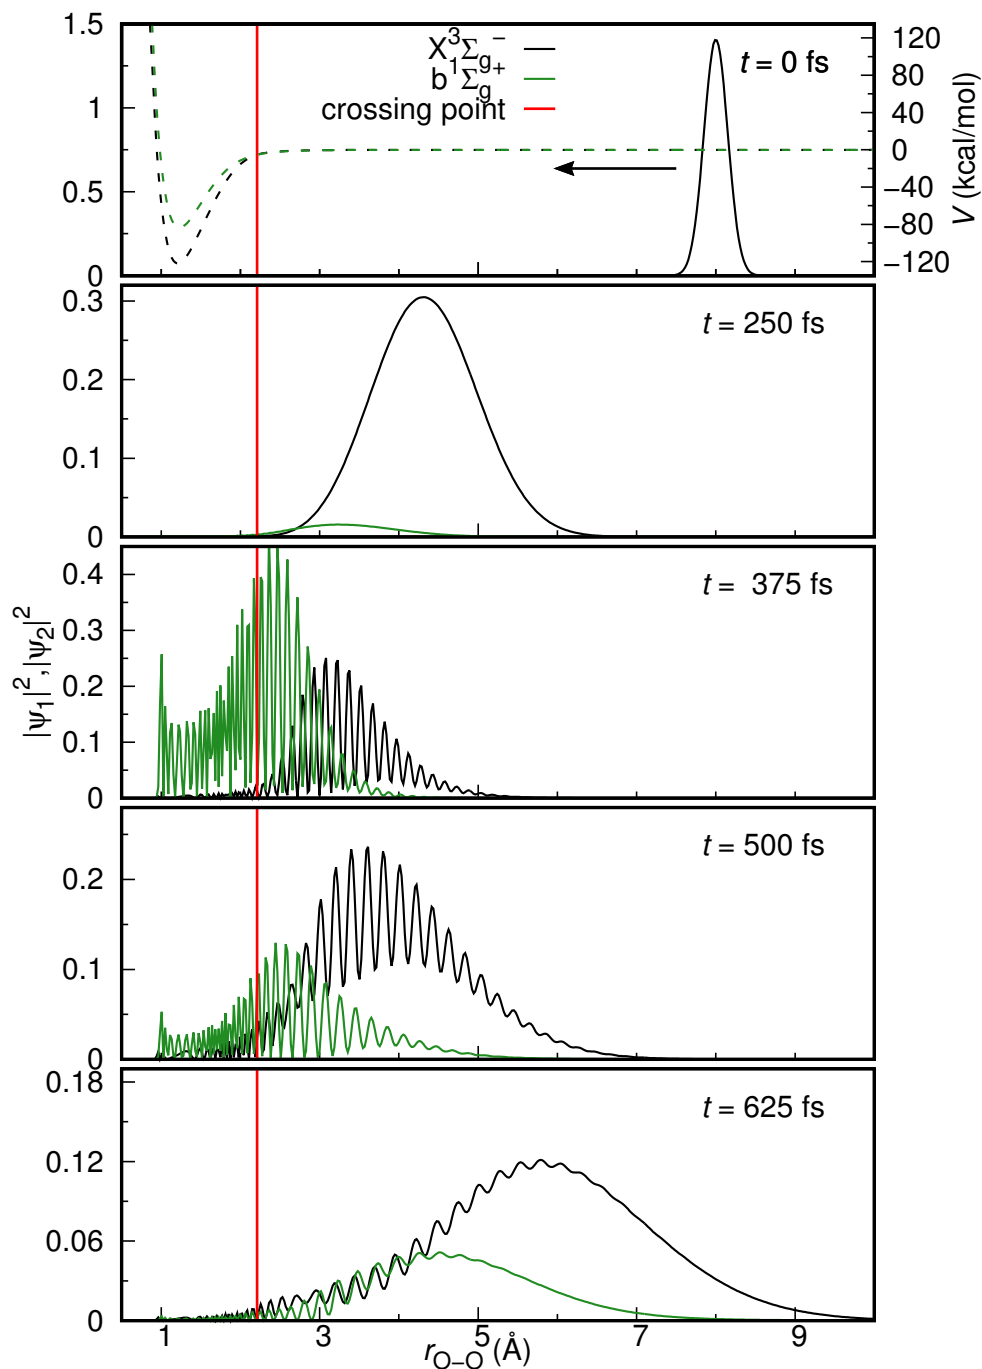 1.5
1
0.5
0
X³Σg⁻
b¹Σg⁺
crossing point
t = 0 fs
120
80
40
0
−40
−80
−120
V (kcal/mol)
0.3
0.2
0.1
0
t = 250 fs
0.4
0.3
0.2
0.1
0
t = 375 fs
|ψ₁|²,|ψ₂|²
0.2
0.1
0
t = 500 fs
0.18
0.12
0.06
0
t = 625 fs
1 3 5 7 9
rO−O (Å)